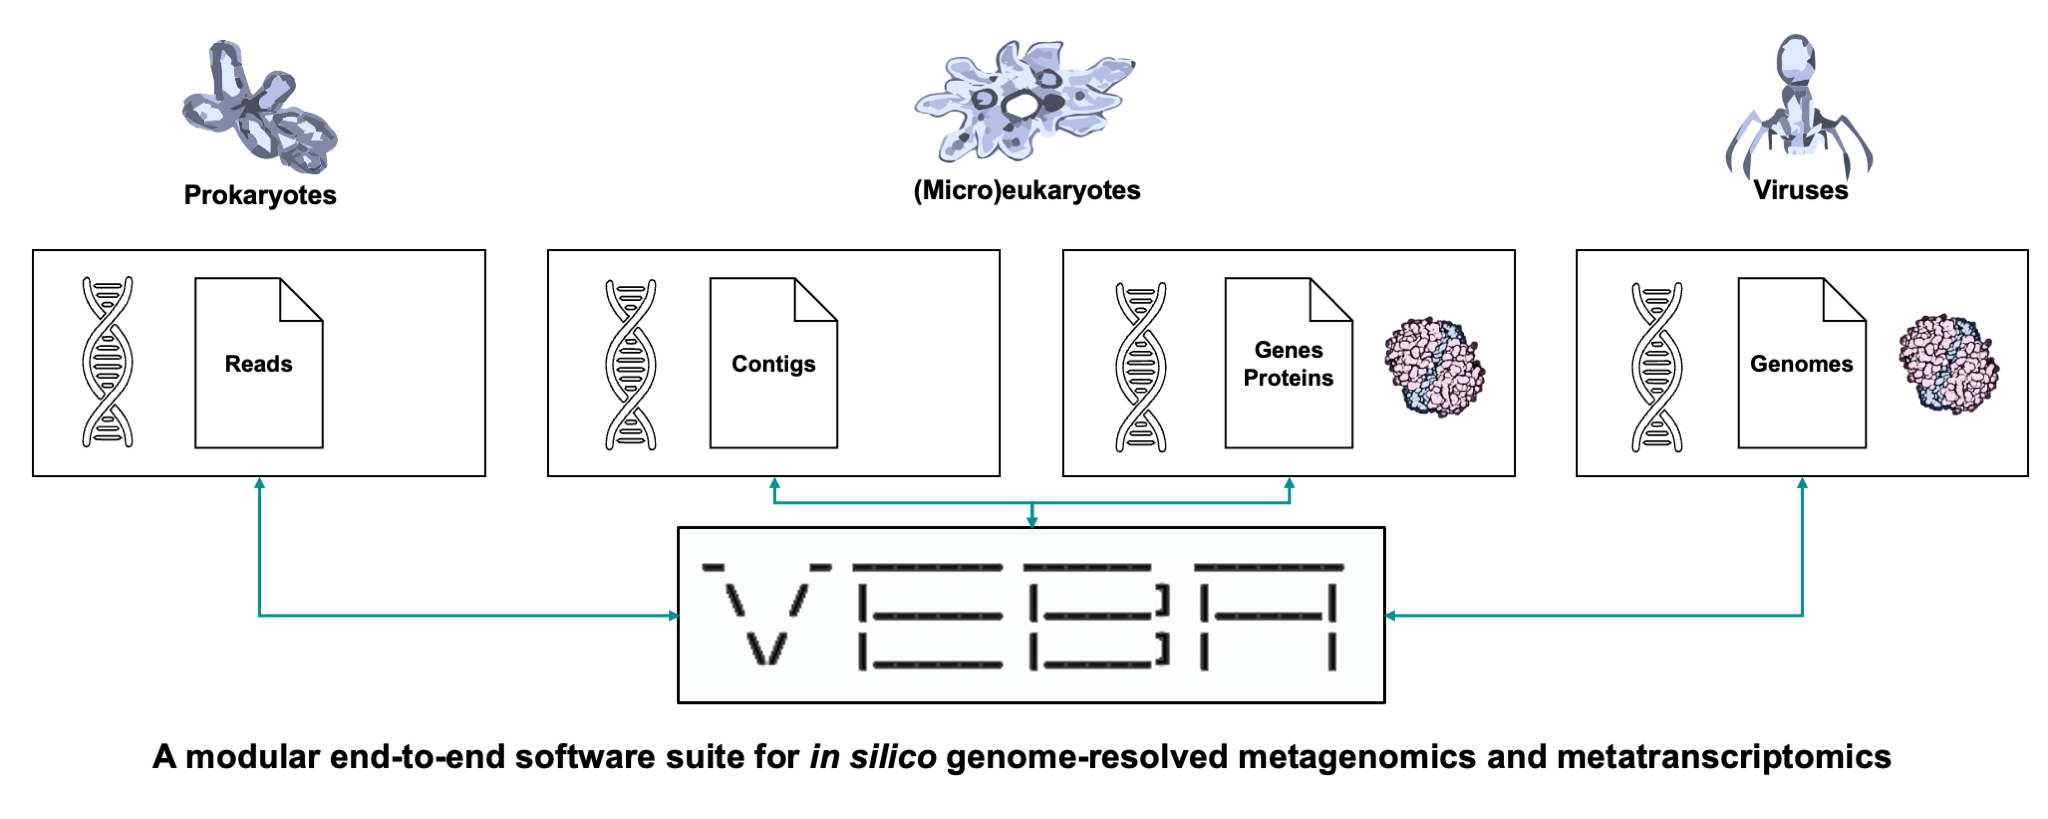 Prokaryotes
(Micro)eukaryotes
Viruses
Reads
Contigs
Genes
Proteins
Genomes
VEBA
A modular end-to-end software suite for in silico genome-resolved metagenomics and metatranscriptomics